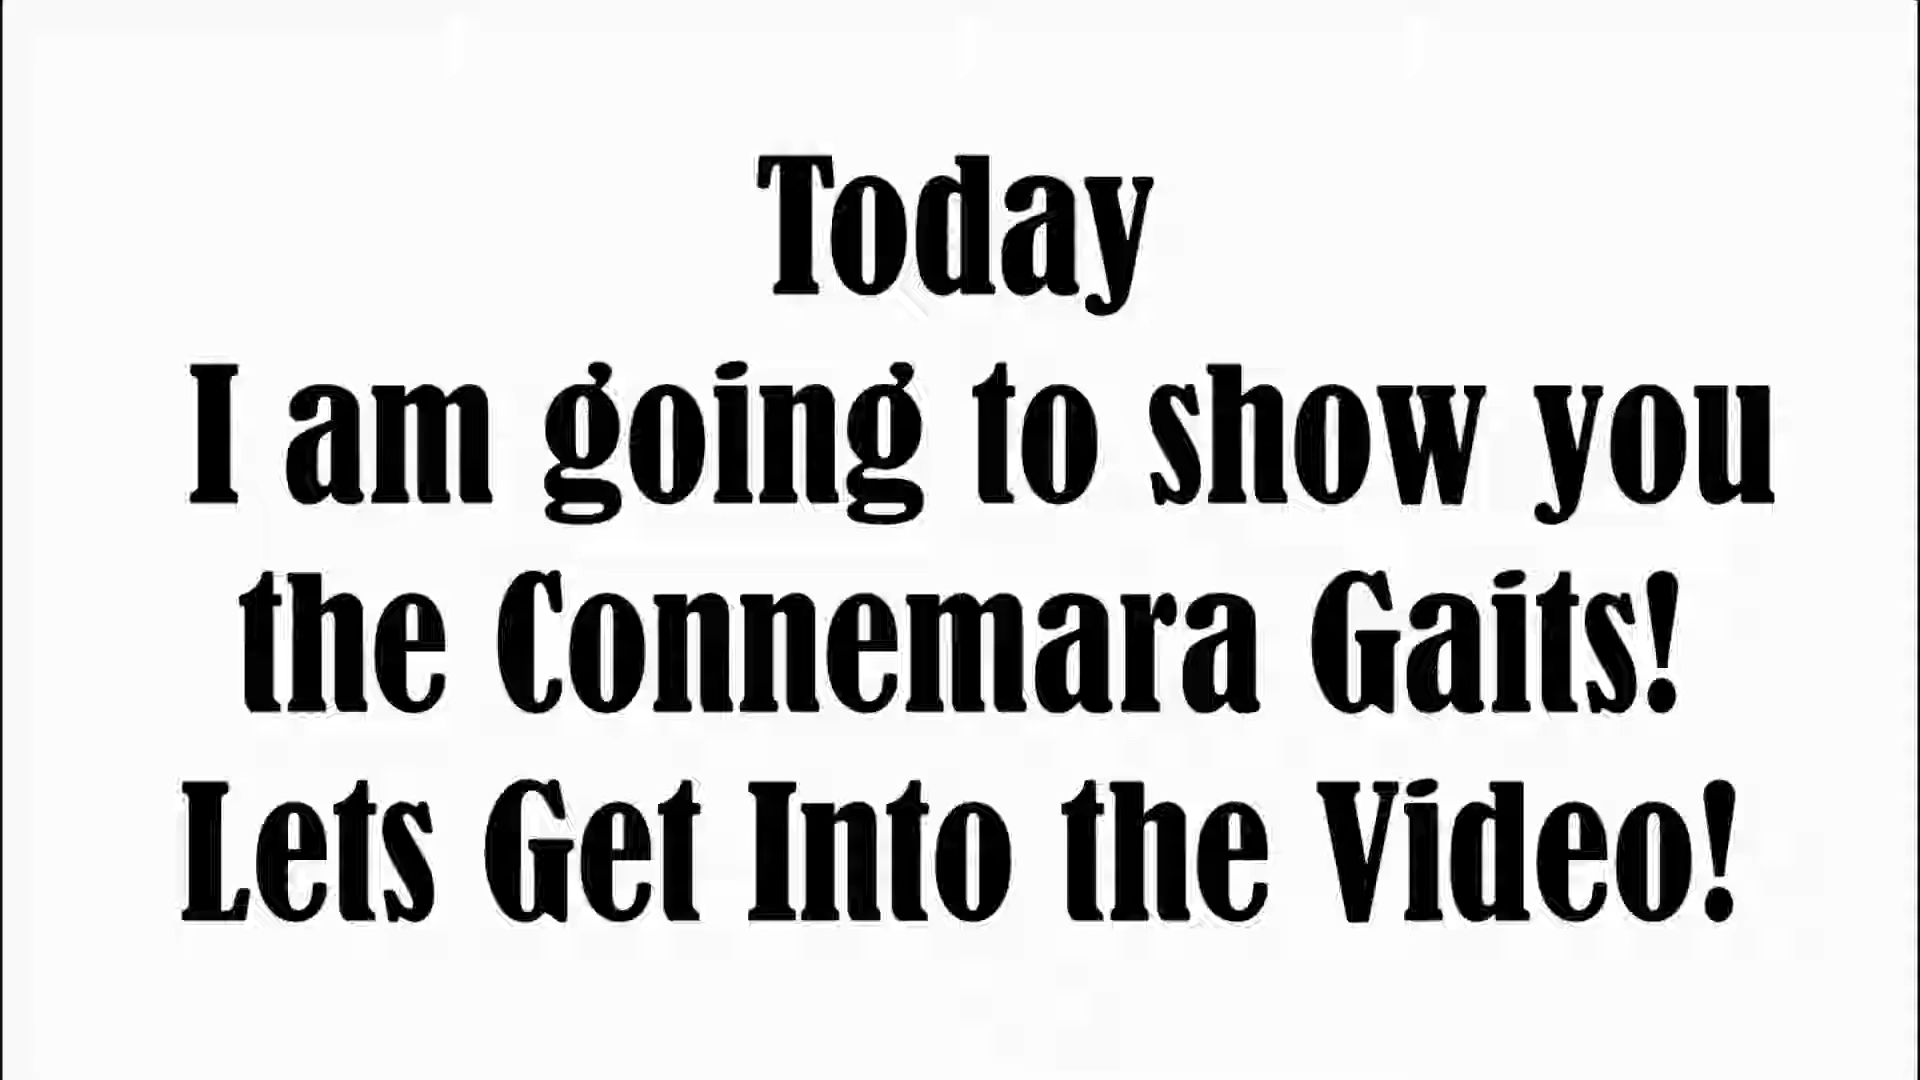 Today
I am going to show you
the Connemara Gaits!
Lets Get Into the Video!